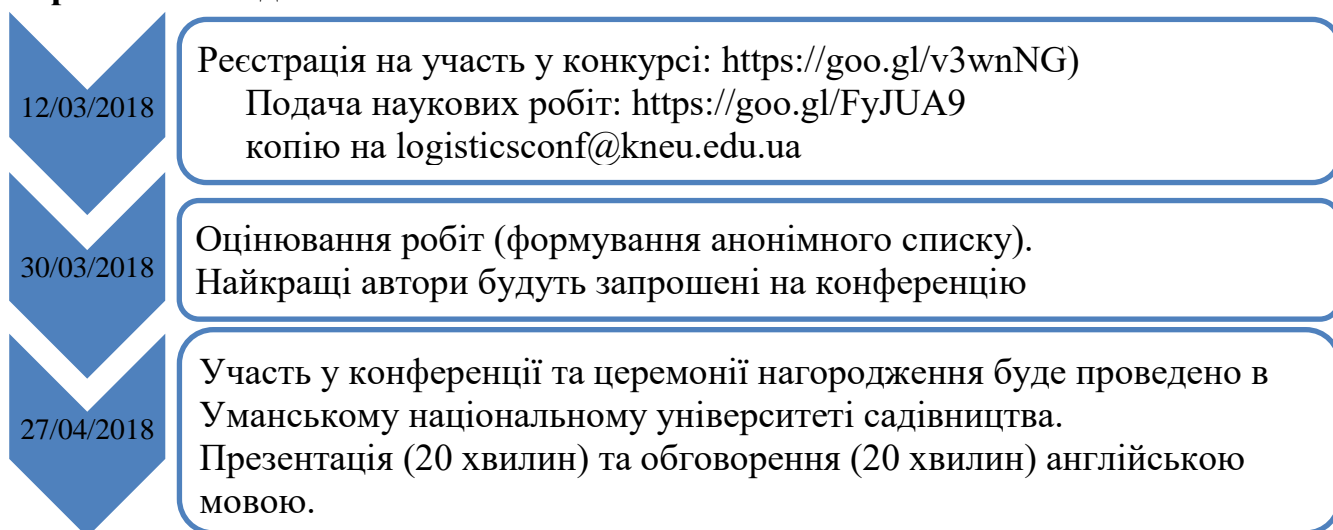 12/03/2018
Реєстрація на участь у конкурсі: https://goo.gl/v3wnNG)
Подача наукових робіт: https://goo.gl/FyJUA9
копію на logisticsconf@kneu.edu.ua
30/03/2018
Оцінювання робіт (формування анонімного списку).
Найкращі автори будуть запрошені на конференцію
27/04/2018
Участь у конференції та церемонії нагородження буде проведено в
Уманському національному університеті садівництва.
Презентація (20 хвилин) та обговорення (20 хвилин) англійською
мовою.